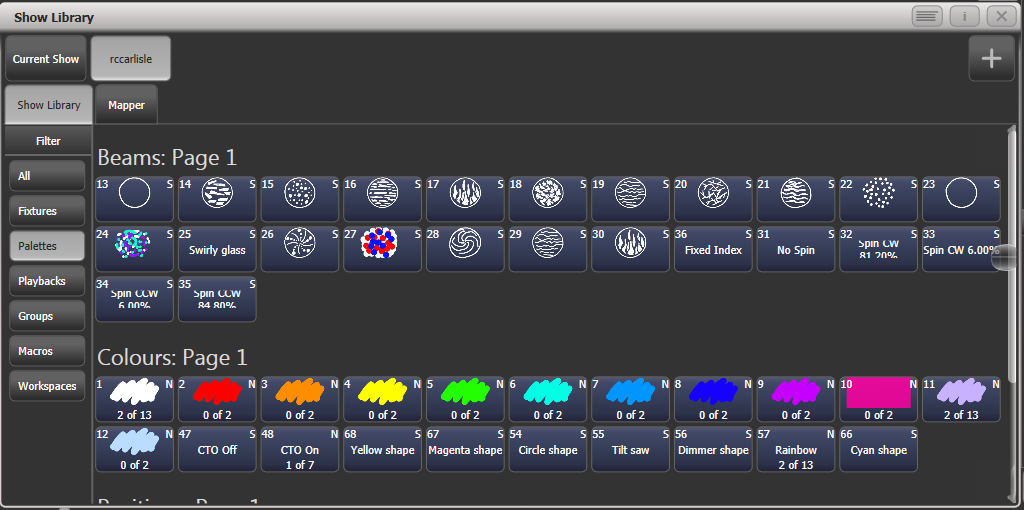 Show Library
i
Current Show
rccarlisle
Show Library
Mapper
Filter
All
Fixtures
Palettes
Playbacks
Groups
Macros
Workspaces
Beams: Page 1
13 S 14 S 15 S 16 S 17 S 18 S 19 S 20 S 21 S 22 S 23 S
24 S 25 S 26 S 27 S 28 S 29 S 30 S 36 S 31 S 32 S 33 S
Swirly glass
Fixed Index
No Spin
Spin CW
81.20%
Spin CW 6.00%
34 S 35 S
Spin CCW
6.00%
Spin CCW
84.80%
Colours: Page 1
1 N 2 N 3 N 4 N 5 N 6 N 7 N 8 N 9 N 10 N 11 N
2 of 13 0 of 2 0 of 2 0 of 2 0 of 2 0 of 2 0 of 2 0 of 2 0 of 2 0 of 2 2 of 13
12 N 47 S 48 N 68 S 67 S 54 S 55 S 56 S 57 N 66 S
0 of 2
CTO Off
CTO On
1 of 7
Yellow shape
Magenta shape
Circle shape
Tilt saw
Dimmer shape
Rainbow
2 of 13
Cyan shape